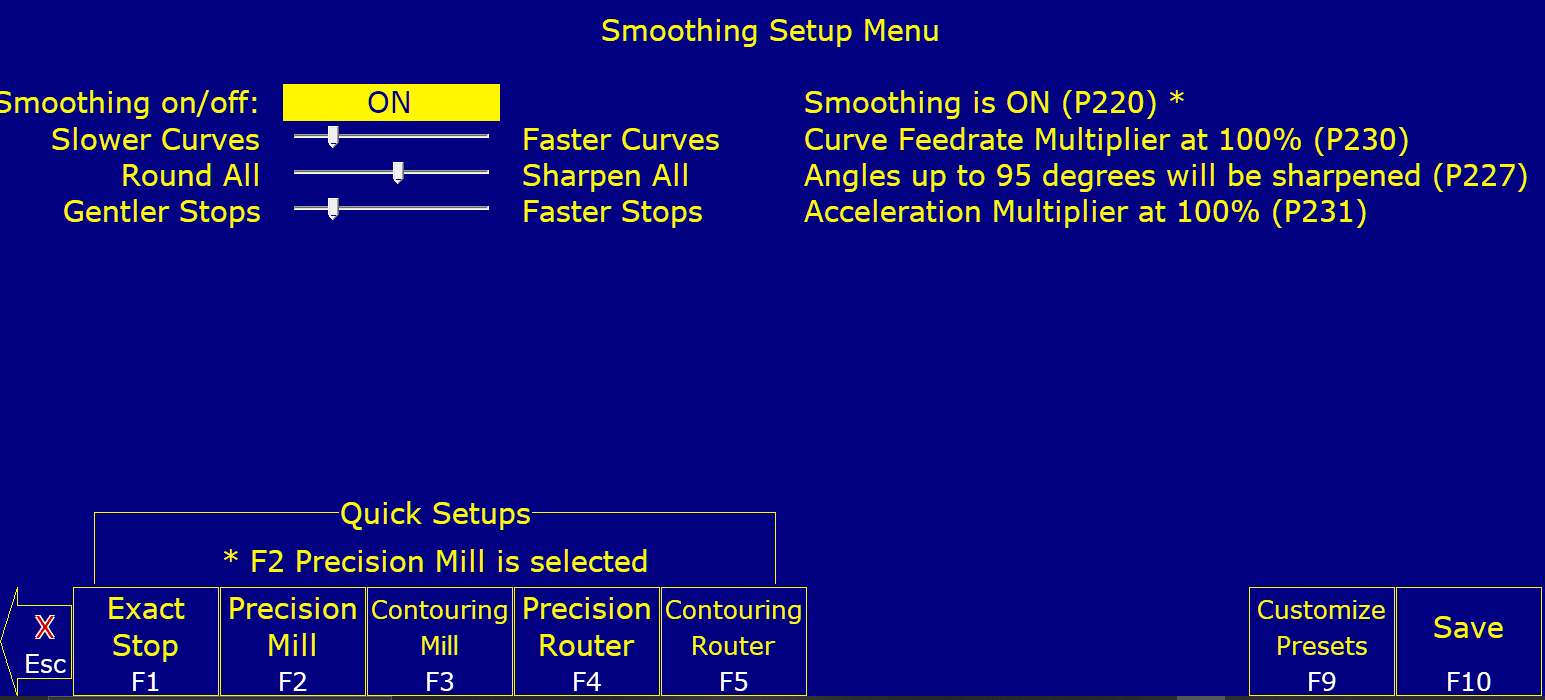 Smoothing Setup Menu
Smoothing on/off: ON Smoothing is ON (P220) *
Slower Curves Faster Curves Curve Feedrate Multiplier at 100% (P230)
Round All Sharpen All Angles up to 95 degrees will be sharpened (P227)
Gentler Stops Faster Stops Acceleration Multiplier at 100% (P231)
Quick Setups
* F2 Precision Mill is selected
X
Esc
Exact
Stop
F1
Precision
Mill
F2
Contouring
Mill
F3
Precision
Router
F4
Contouring
Router
F5
Customize
Presets
F9
Save
F10